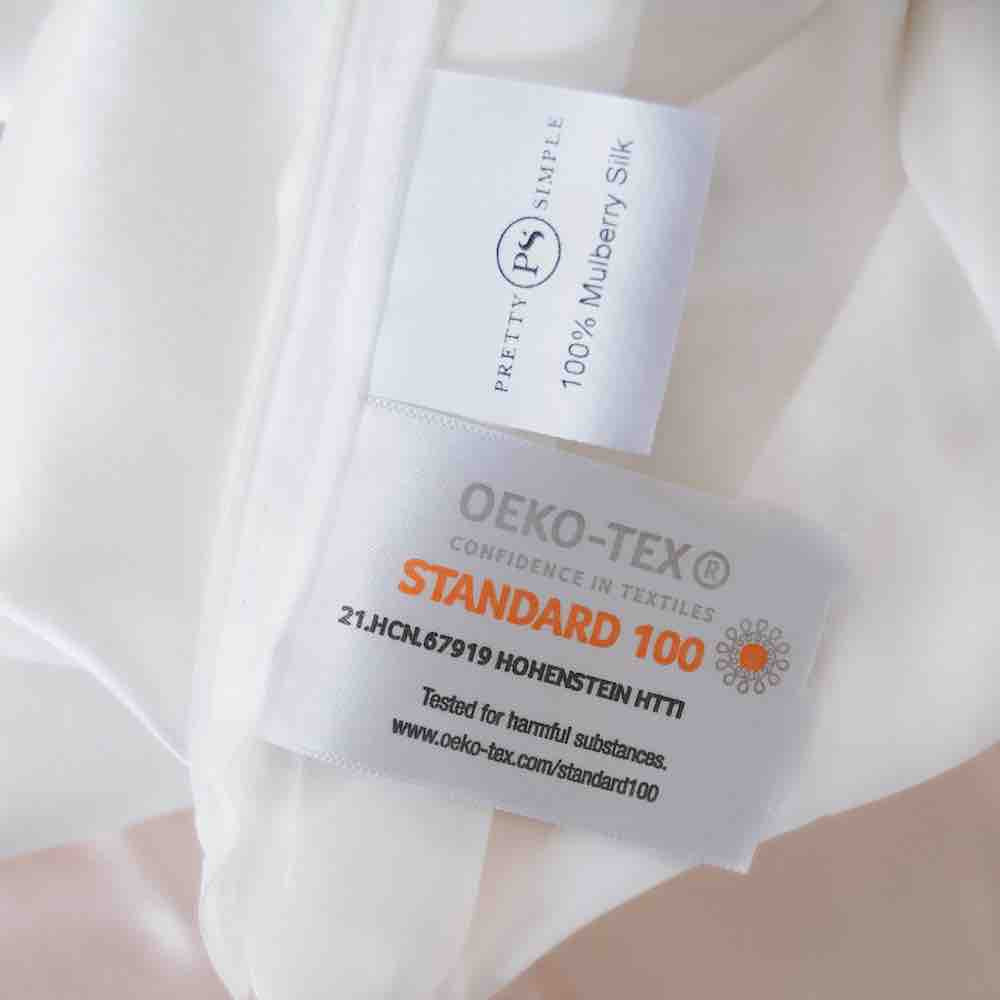 PRETTY PS SIMPLE
100% Mulberry Silk
OEKO-TEX®
CONFIDENCE IN TEXTILES
STANDARD 100
21.HCN.67919 HOHENSTEIN HTTI
Tested for harmful substances.
www.oeko-tex.com/standard100